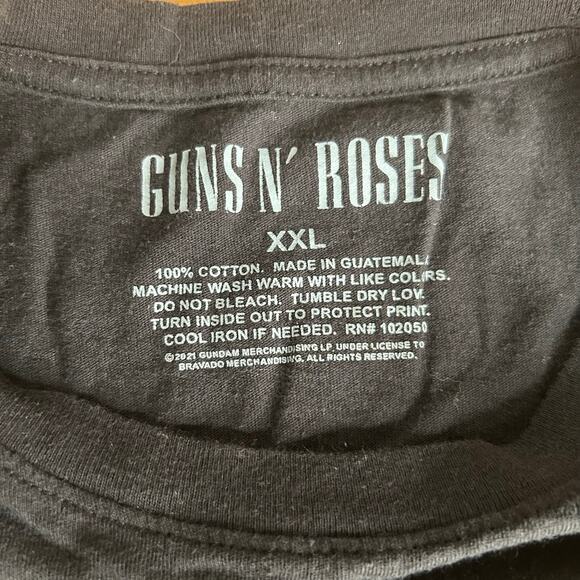 GUNS N' ROSES
XXL
100% COTTON. MADE IN GUATEMALA
MACHINE WASH WARM WITH LIKE COLORS.
DO NOT BLEACH. TUMBLE DRY LOW.
TURN INSIDE OUT TO PROTECT PRINT.
COOL IRON IF NEEDED. RN# 102050
©2021 GUNDAM MERCHANDISING LP, UNDER LICENSE TO
BRAVADO MERCHANDISING. ALL RIGHTS RESERVED.